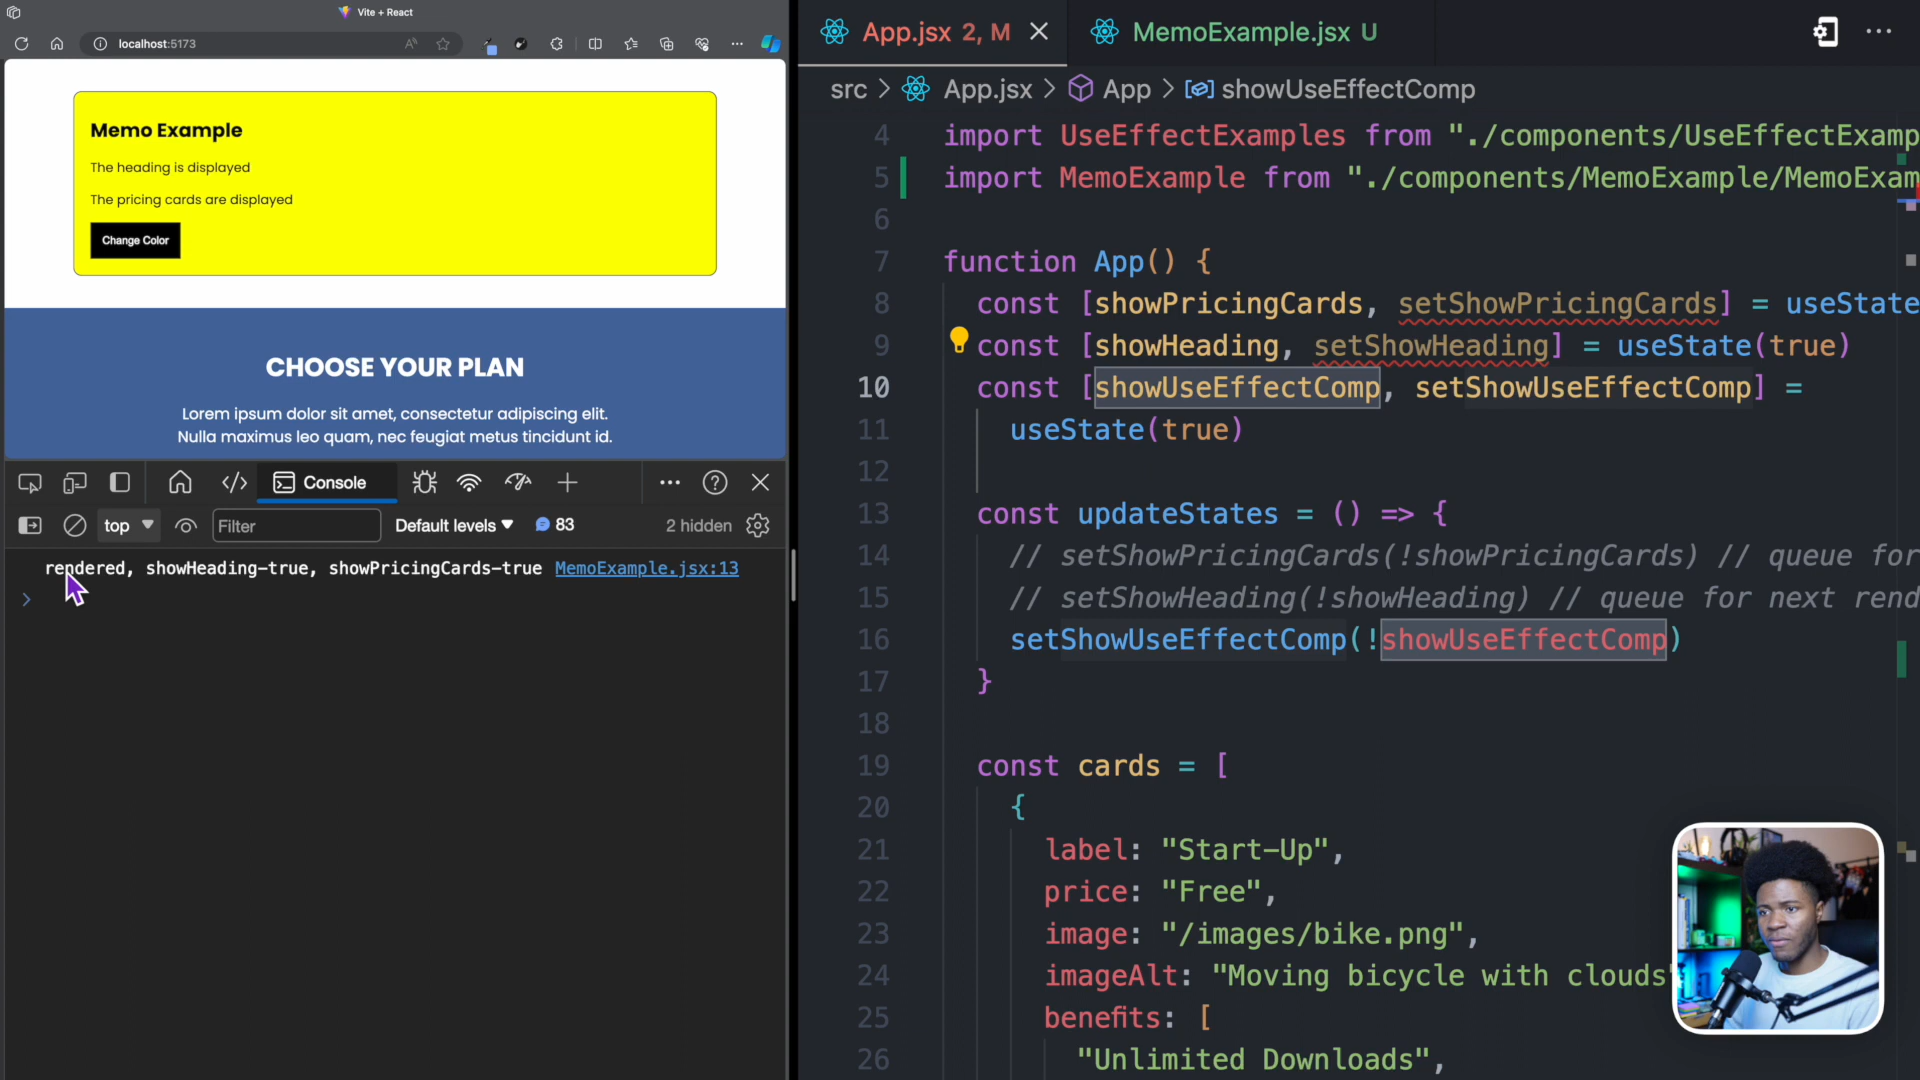 Vite + React
localhost:5173
Memo Example
The heading is displayed
The pricing cards are displayed
Change Color
CHOOSE YOUR PLAN
Lorem ipsum dolor sit amet, consectetur adipiscing elit.
Nulla maximus leo quam, nec feugiat metus tincidunt id.
Console
top
Filter
Default levels
83
2 hidden
rendered, showHeading-true, showPricingCards-true MemoExample.jsx:13
App.jsx 2, M
MemoExample.jsx U
src > App.jsx > App > showUseEffectComp
4 import UseEffectExamples from "./components/UseEffectExamp
5 import MemoExample from "./components/MemoExample/MemoExam
6
7 function App() {
8 const [showPricingCards, setShowPricingCards] = useState
9 const [showHeading, setShowHeading] = useState(true)
10 const [showUseEffectComp, setShowUseEffectComp] =
11 useState(true)
12
13 const updateStates = () => {
14 // setShowPricingCards(!showPricingCards) // queue for
15 // setShowHeading(!showHeading) // queue for next rend
16 setShowUseEffectComp(!showUseEffectComp)
17 }
18
19 const cards = [
20 {
21 label: "Start-Up",
22 price: "Free",
23 image: "/images/bike.png",
24 imageAlt: "Moving bicycle with clouds"
25 benefits: [
26 "Unlimited Downloads",